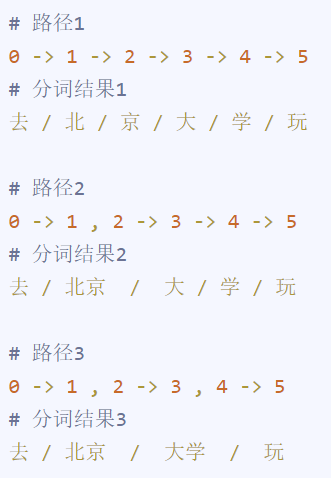 # 路径1
0 -> 1 -> 2 -> 3 -> 4 -> 5
# 分词结果1
去 / 北 / 京 / 大 / 学 / 玩
# 路径2
0 -> 1 , 2 -> 3 -> 4 -> 5
# 分词结果2
去 / 北京  /  大 / 学 / 玩
# 路径3
0 -> 1 , 2 -> 3 , 4 -> 5
# 分词结果3
去 / 北京  /  大学  /  玩